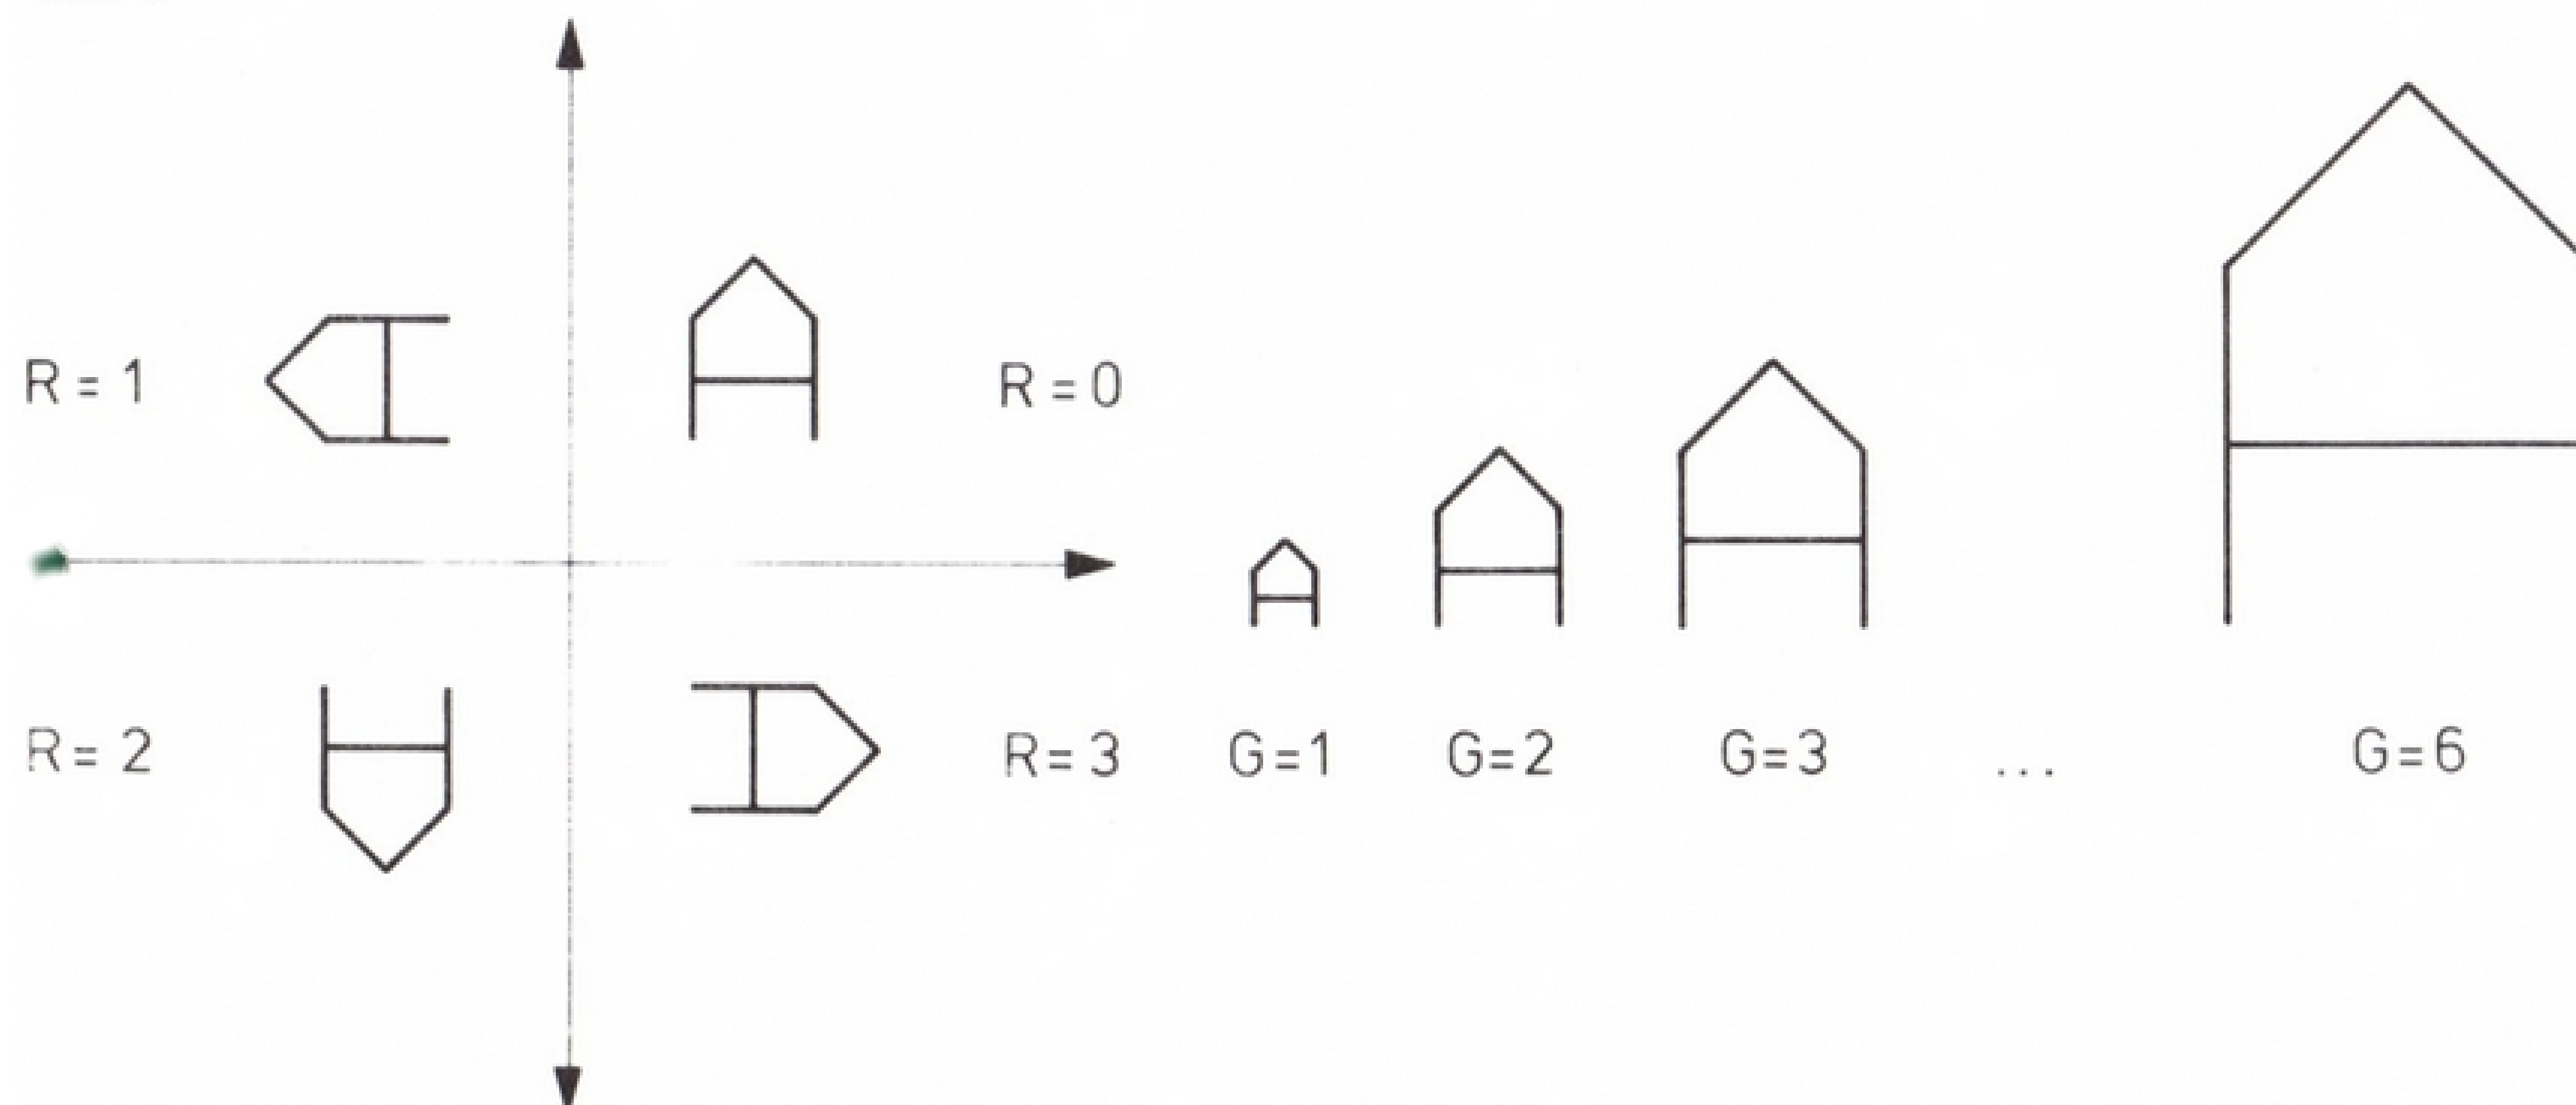 R = 1
R = 0
R = 2
R = 3
G=1
G=2
G=3
...
G=6